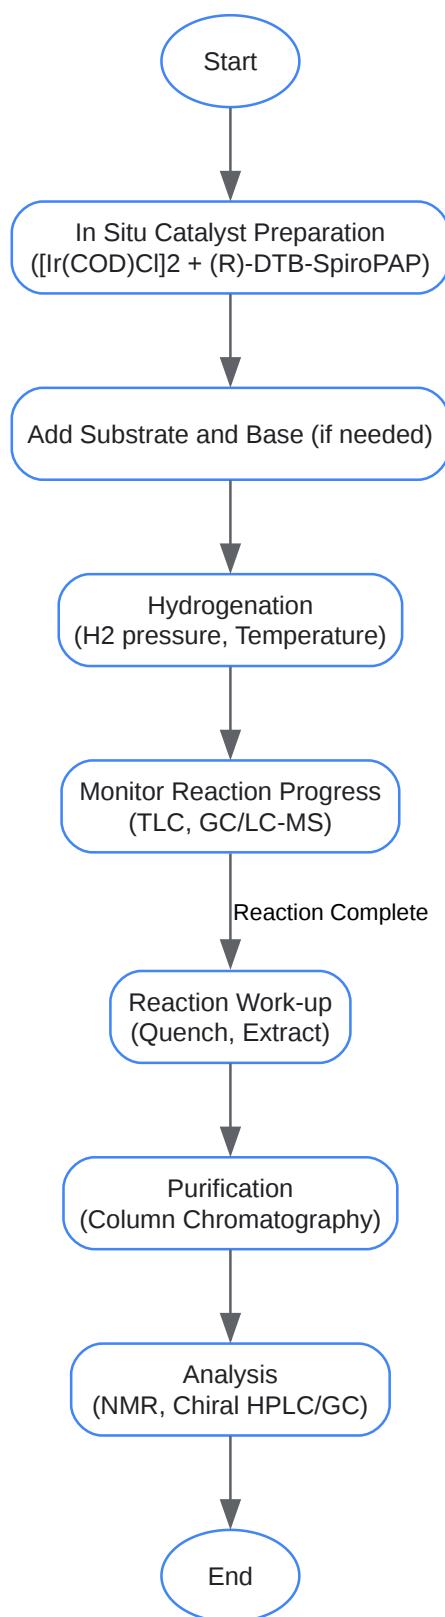 Start
In Situ Catalyst Preparation
([Ir(COD)Cl]2 + (R)-DTB-SpiroPAP)
Add Substrate and Base (if needed)
Hydrogenation
(H2 pressure, Temperature)
Monitor Reaction Progress
(TLC, GC/LC-MS)
Reaction Complete
Reaction Work-up
(Quench, Extract)
Purification
(Column Chromatography)
Analysis
(NMR, Chiral HPLC/GC)
End